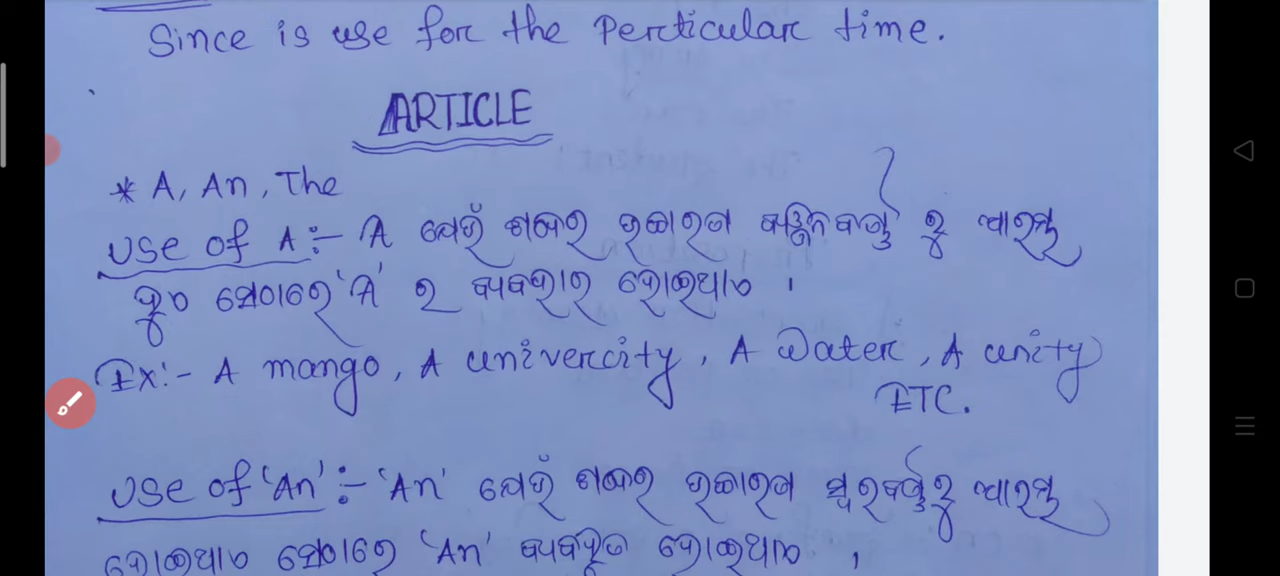 Since is use for the Perticular time.
ARTICLE
* A, An, The
Use of A:- A ଯେଉଁ ଶବ୍ଦର ଉଚ୍ଚାରଣ ବ୍ୟଞ୍ଜନବର୍ଣ୍ଣ ରୁ ଆରମ୍ଭ
ହୁଏ ସେଠାରେ 'A' ର ବ୍ୟବହାର ହୋଇଥାଏ ।
Ex:- A mango, A univercity, A Water, A unity
ETC.
Use of 'An':- 'An' ଯେଉଁ ଶବ୍ଦର ଉଚ୍ଚାରଣ ସ୍ୱରବର୍ଣ୍ଣରୁ ଆରମ୍ଭ
ହୋଇଥାଏ ସେଠାରେ 'An' ବ୍ୟବହୃତ ହୋଇଥାଏ ।